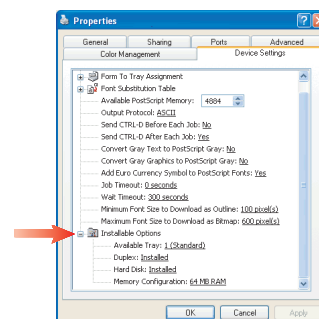 Properties
General Sharing Ports Advanced
Color Management Device Settings
Form To Tray Assignment
Font Substitution Table
Available PostScript Memory: 4884
Output Protocol: ASCII
Send CTRL-D Before Each Job: No
Send CTRL-D After Each Job: Yes
Convert Gray Text to PostScript Gray: No
Convert Gray Graphics to PostScript Gray: No
Add Euro Currency Symbol to PostScript Fonts: Yes
Job Timeout: 0 seconds
Wait Timeout: 300 seconds
Minimum Font Size to Download as Outline: 100 pixel(s)
Maximum Font Size to Download as Bitmap: 600 pixel(s)
Installable Options
Available Tray: 1 (Standard)
Duplex: Installed
Hard Disk: Installed
Memory Configuration: 64 MB RAM
OK Cancel Apply